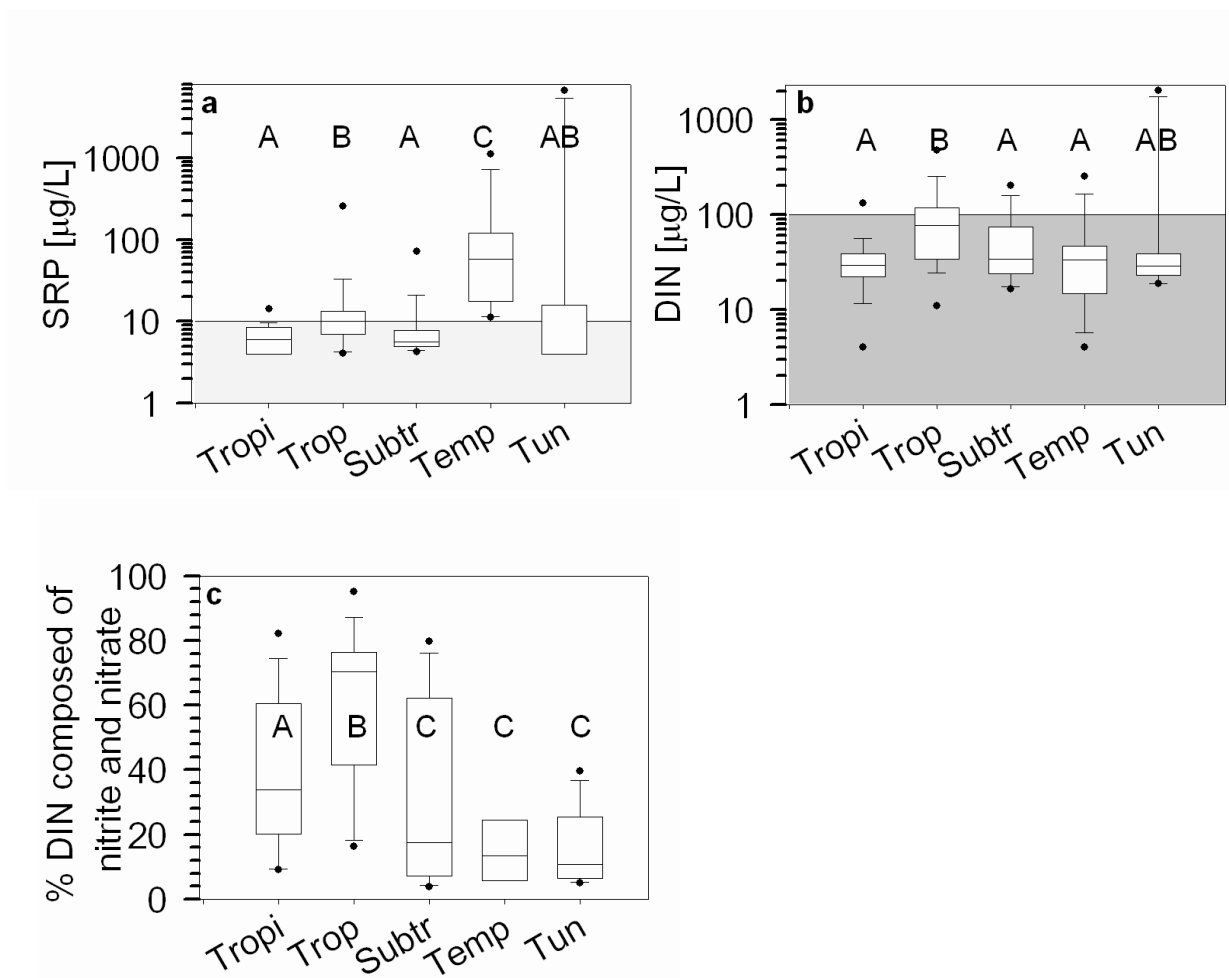 a
A B A C AB
SRP [µg/L]
1000
100
10
1
Tropi Trop Subtr Temp Tun
b
A B A A AB
DIN [µg/L]
1000
100
10
1
Tropi Trop Subtr Temp Tun
c
% DIN composed of
nitrite and nitrate
100
80
60
40
20
0
A B C C C
Tropi Trop Subtr Temp Tun